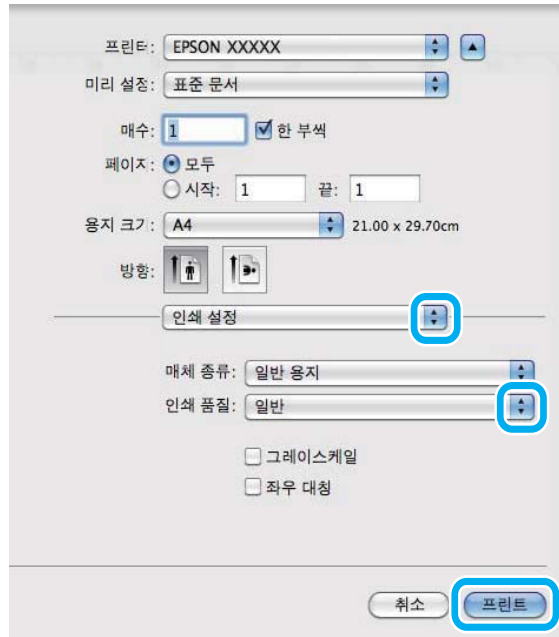 프린터: EPSON XXXXX
미리 설정: 표준 문서
매수: 1 한 부씩
페이지: 모두
시작: 1 끝: 1
용지 크기: A4 21.00 x 29.70cm
방향:
인쇄 설정
매체 종류: 일반 용지
인쇄 품질: 일반
그레이스케일
좌우 대칭
취소 프린트